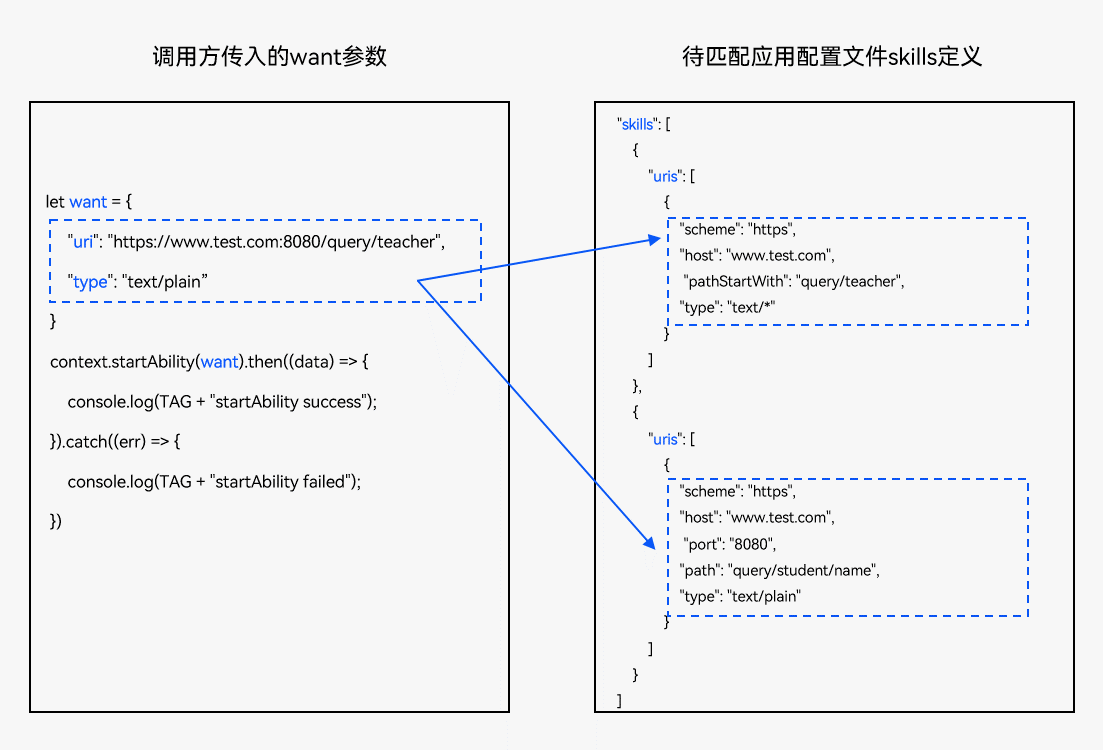 调用方传入的want参数
let want = {
"uri": "https://www.test.com:8080/query/teacher",
"type": "text/plain”
}
context.startAbility(want).then((data) => {
console.log(TAG + "startAbility success");
}).catch((err) => {
console.log(TAG + "startAbility failed");
})
待匹配应用配置文件skills定义
"skills": [
{
"uris": [
{
"scheme": "https",
"host": "www.test.com",
"pathStartWith": "query/teacher",
"type": "text/*"
}
]
},
{
"uris": [
{
"scheme": "https",
"host": "www.test.com",
"port": "8080",
"path": "query/student/name",
"type": "text/plain"
}
]
}
]